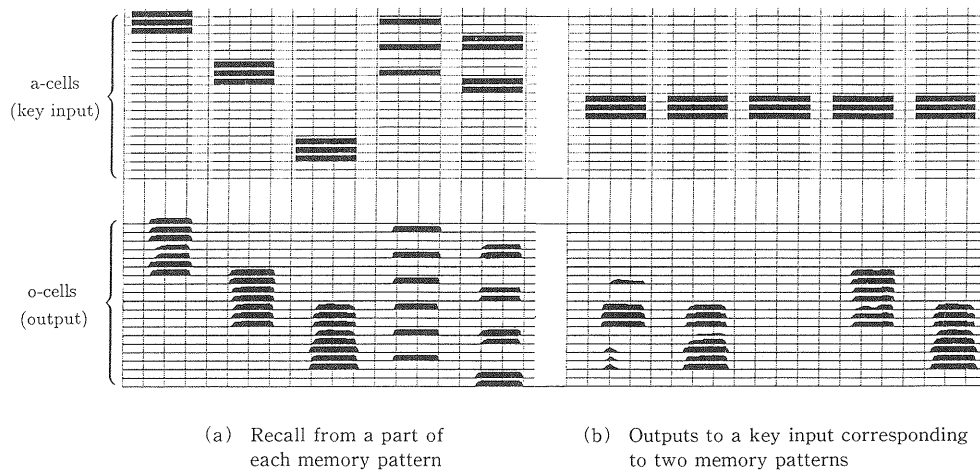 a-cells
(key input)
o-cells
(output)
(a) Recall from a part of
each memory pattern
(b) Outputs to a key input corresponding
to two memory patterns